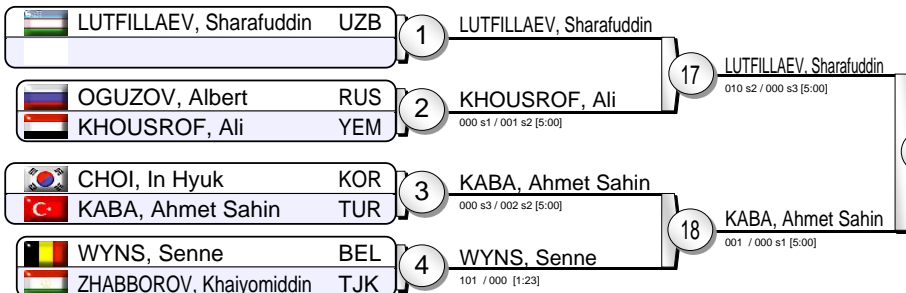 LUTFILLAEV, Sharafuddin UZB
1
LUTFILLAEV, Sharafuddin
17
LUTFILLAEV, Sharafuddin
010 s2 / 000 s3 [5:00]
OGUZOV, Albert RUS
KHOUSROF, Ali YEM
2
KHOUSROF, Ali
000 s1 / 001 s2 [5:00]
CHOI, In Hyuk KOR
KABA, Ahmet Sahin TUR
3
KABA, Ahmet Sahin
000 s3 / 002 s2 [5:00]
18
KABA, Ahmet Sahin
001 / 000 s1 [5:00]
WYNS, Senne BEL
ZHABBOROV, Khaiyomiddin TJK
4
WYNS, Senne
101 / 000 [1:23]